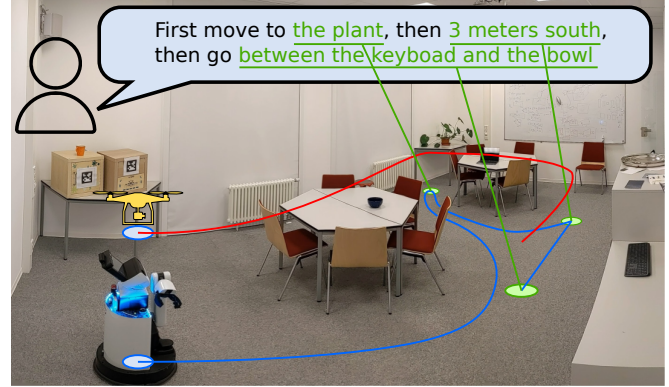 First move to the plant, then 3 meters south,
then go between the keyboad and the bowl